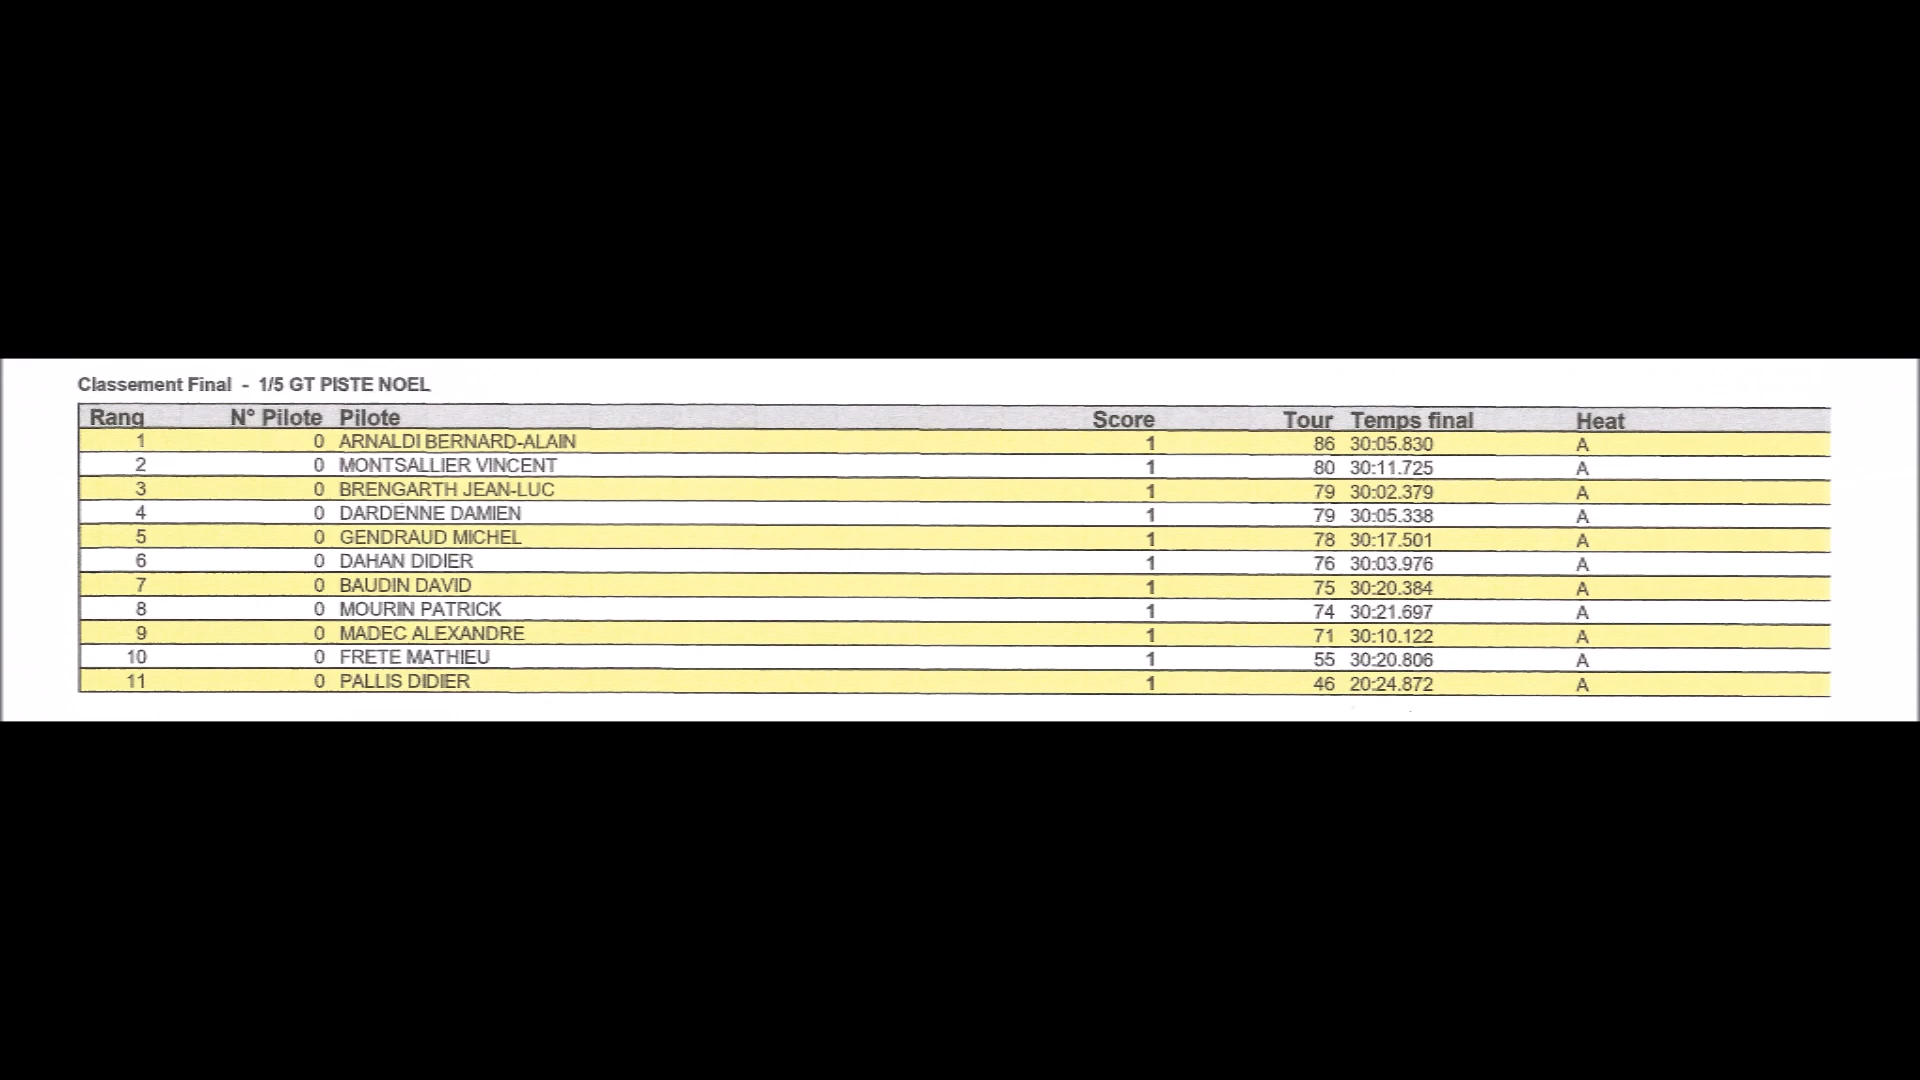 Classement Final - 1/5 GT PISTE NOEL
Rang N° Pilote Pilote Score Tour Temps final Heat
1 0 ARNALDI BERNARD-ALAIN 1 86 30:05.830 A
2 0 MONTSALLIER VINCENT 1 80 30:11.725 A
3 0 BRENGARTH JEAN-LUC 1 79 30:02.379 A
4 0 DARDENNE DAMIEN 1 79 30:05.338 A
5 0 GENDRAUD MICHEL 1 78 30:17.501 A
6 0 DAHAN DIDIER 1 76 30:03.976 A
7 0 BAUDIN DAVID 1 75 30:20.384 A
8 0 MOURIN PATRICK 1 74 30:21.697 A
9 0 MADEC ALEXANDRE 1 71 30:10.122 A
10 0 FRETE MATHIEU 1 55 30:20.806 A
11 0 PALLIS DIDIER 1 46 20:24.872 A